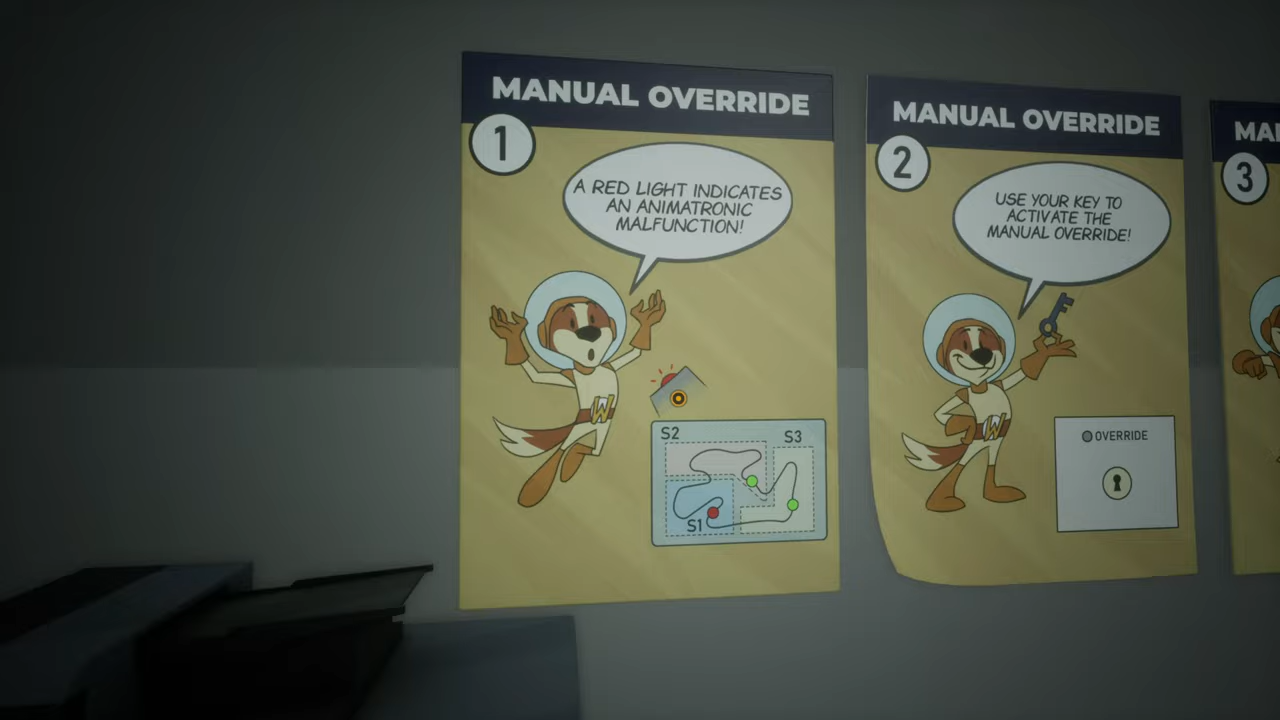 MANUAL OVERRIDE
1
A RED LIGHT INDICATES
AN ANIMATRONIC
MALFUNCTION!
W
S2
S3
S1
MANUAL OVERRIDE
2
USE YOUR KEY TO
ACTIVATE THE
MANUAL OVERRIDE!
W
OVERRIDE
3